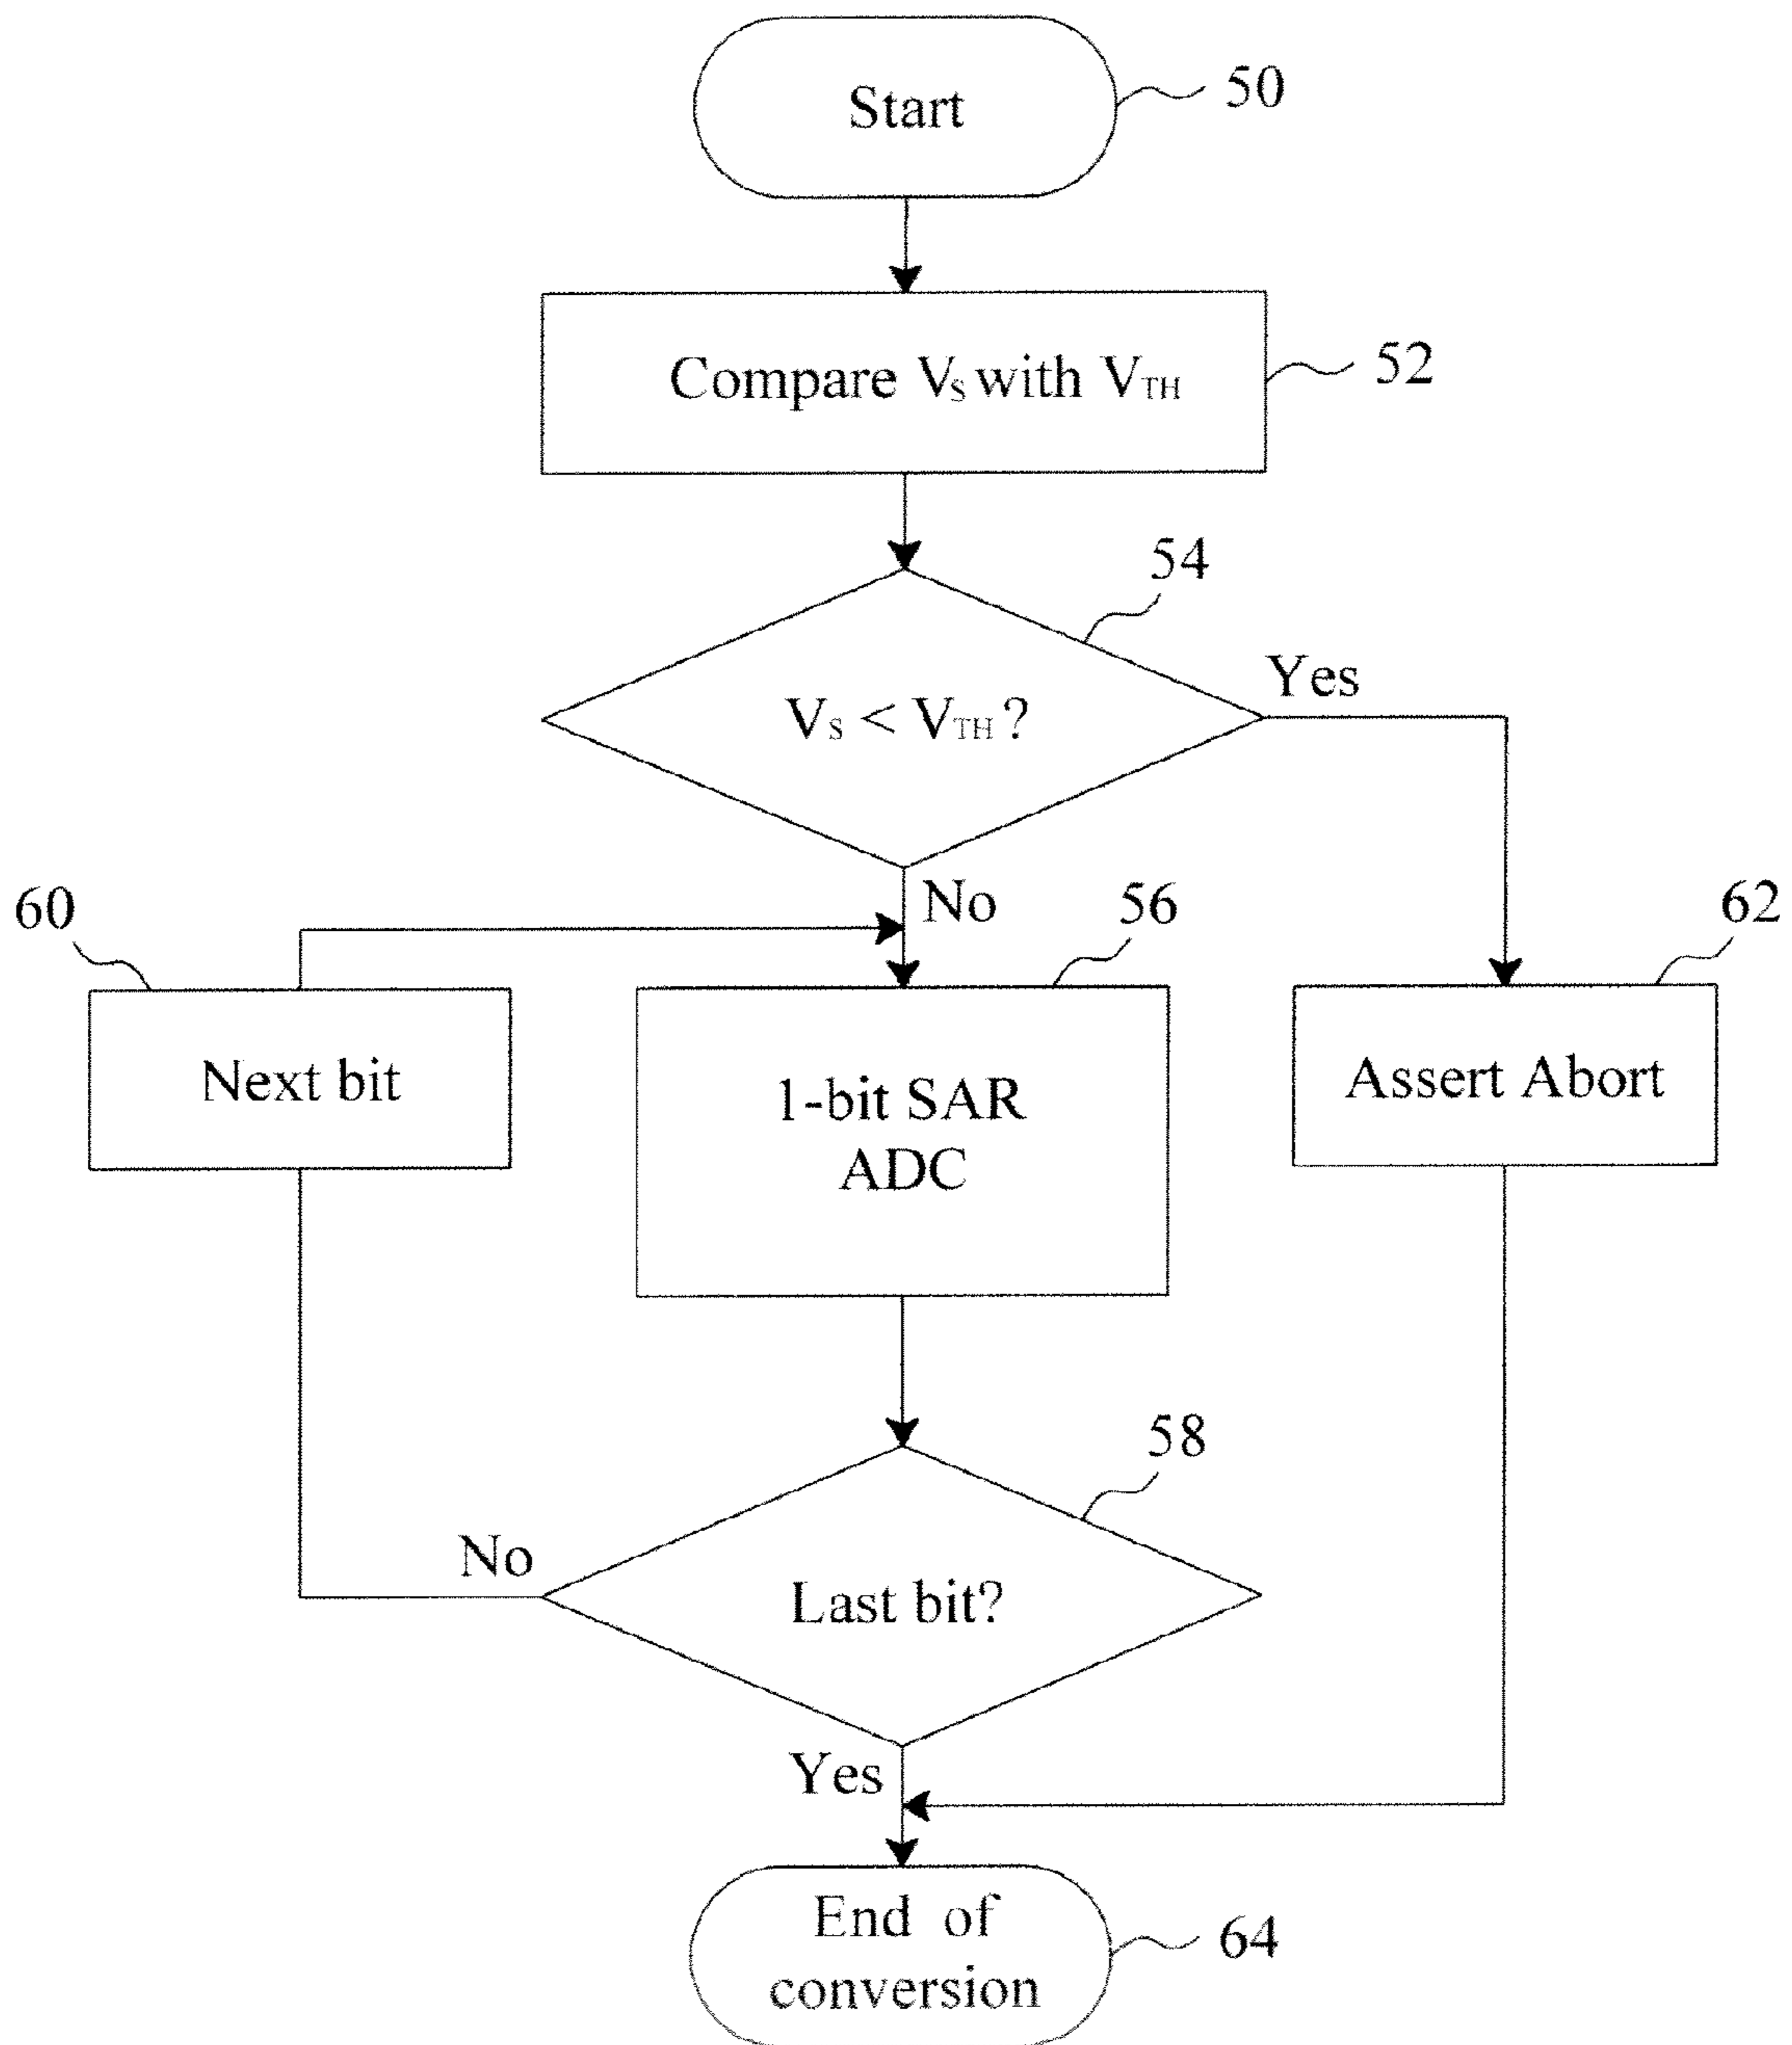 Start
50
Compare VS with VTH
52
54
VS < VTH ?
Yes
No
60
56
62
Next bit
1-bit SAR
ADC
Assert Abort
58
No
Last bit?
Yes
End of
conversion
64